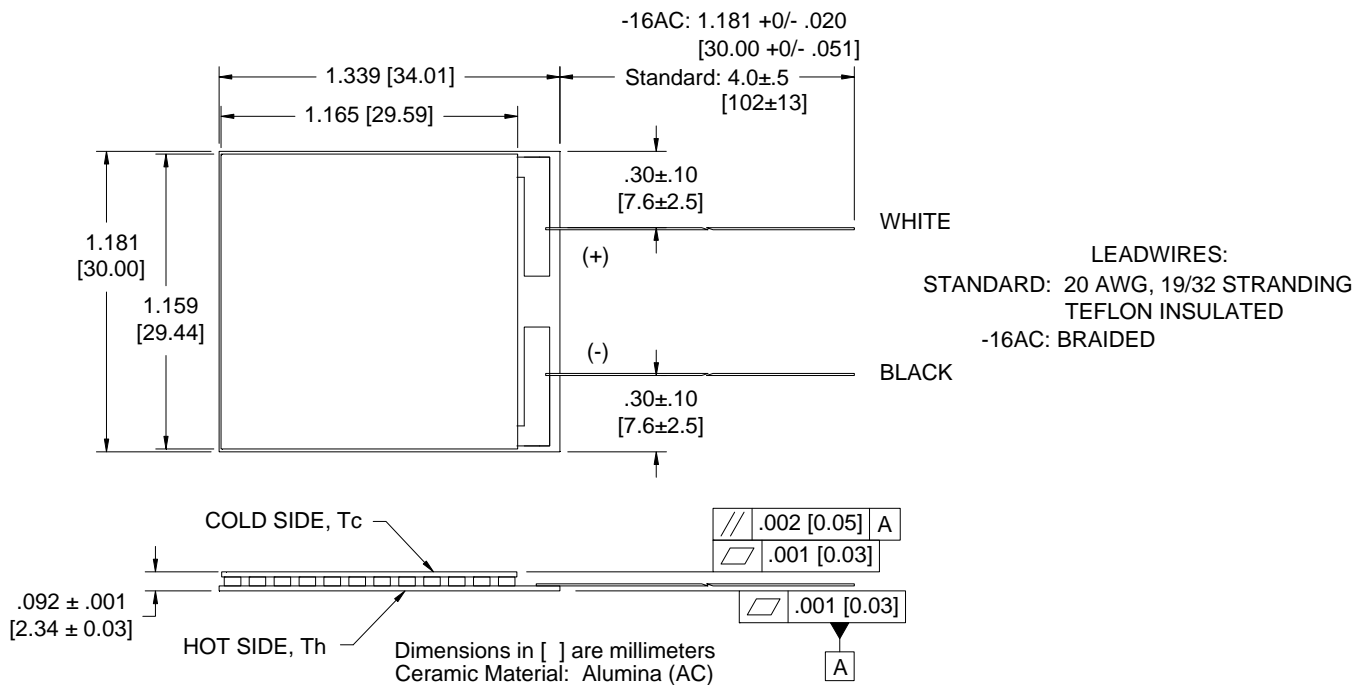 -16AC: 1.181 +0/- .020
[30.00 +0/- .051]
1.339 [34.01]
Standard: 4.0±.5
[102±13]
1.165 [29.59]
.30±.10
[7.6±2.5]
WHITE
1.181
[30.00]
(+)
LEADWIRES:
STANDARD: 20 AWG, 19/32 STRANDING
TEFLON INSULATED
-16AC: BRAIDED
1.159
[29.44]
(-)
BLACK
.30±.10
[7.6±2.5]
COLD SIDE, Tc
// .002 [0.05] A
.001 [0.03]
.092 ± .001
[2.34 ± 0.03]
.001 [0.03]
HOT SIDE, Th
Dimensions in [ ] are millimeters
Ceramic Material: Alumina (AC)
A